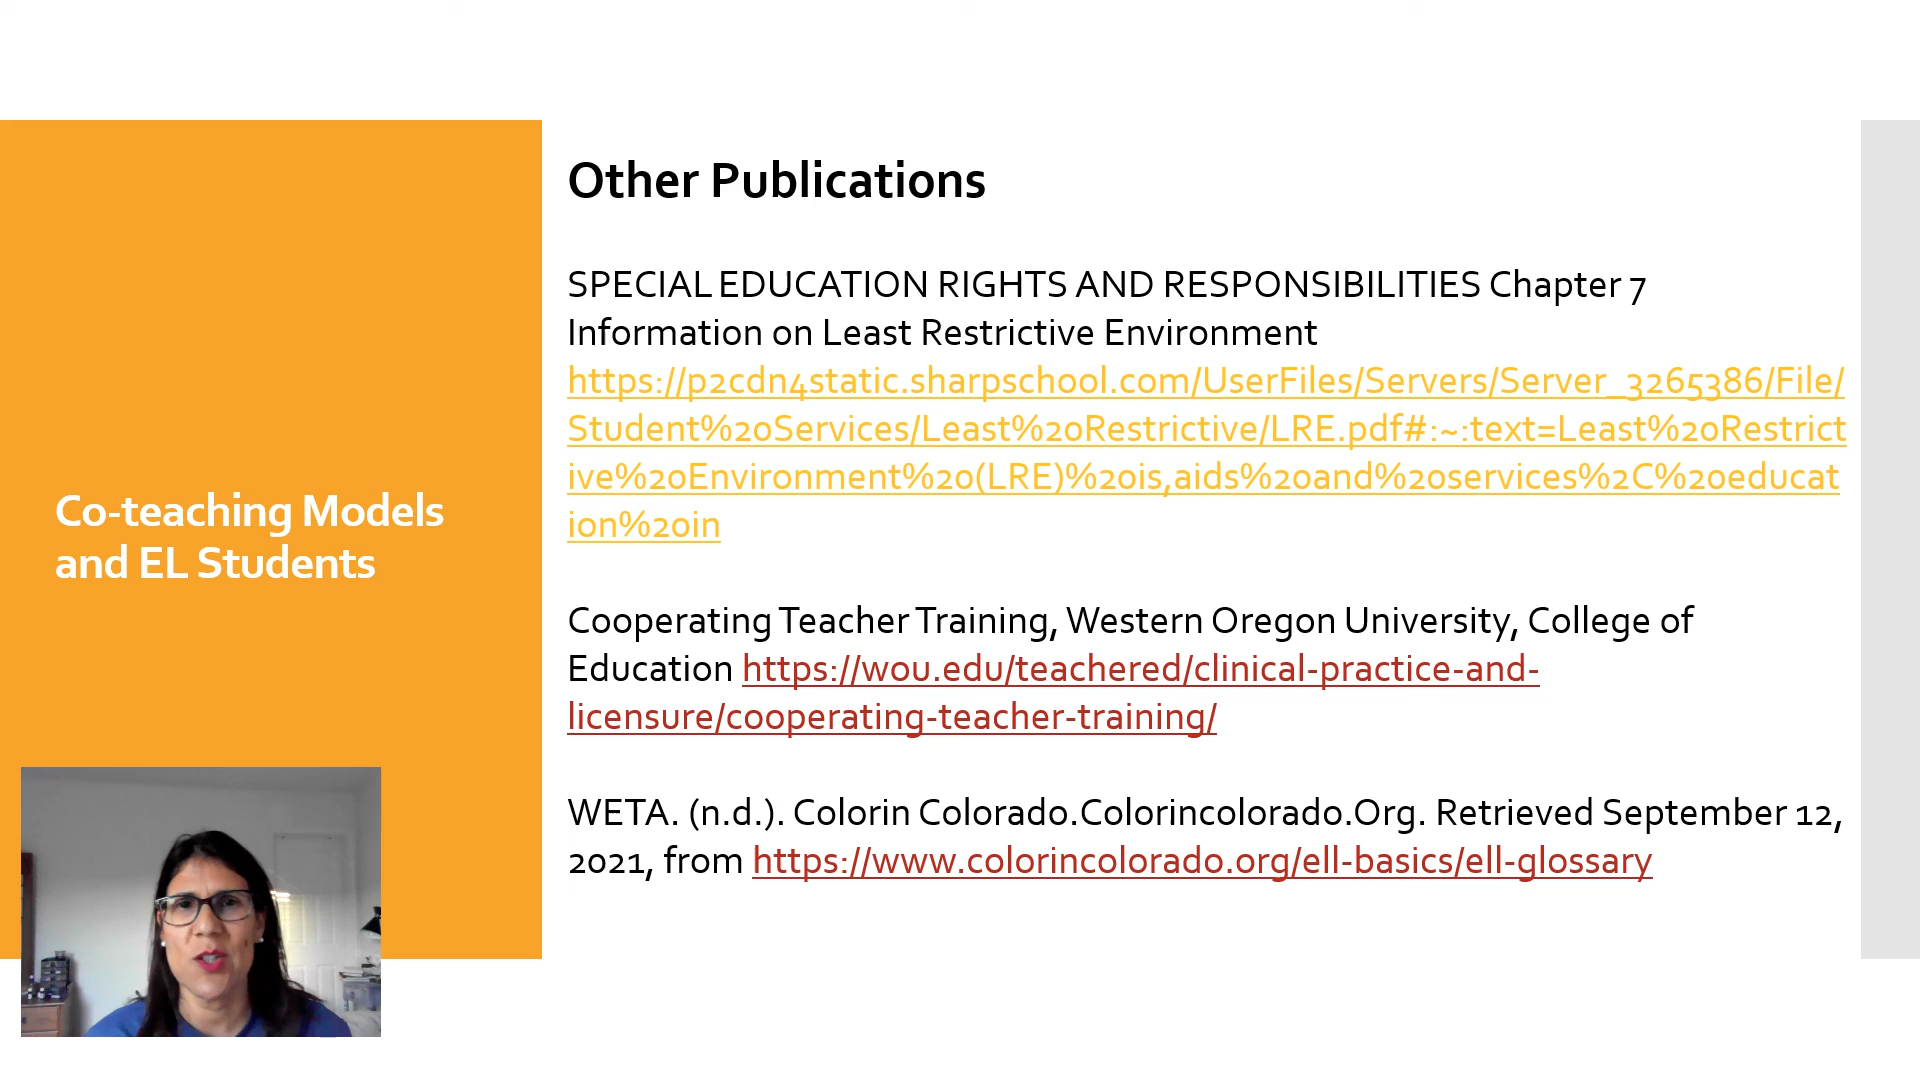 Other Publications
SPECIAL EDUCATION RIGHTS AND RESPONSIBILITIES Chapter 7
Information on Least Restrictive Environment
https://p2cdn4static.sharpschool.com/UserFiles/Servers/Server_3265386/File/
Student%20Services/Least%20Restrictive/LRE.pdf#:~:text=Least%20Restrict
ive%20Environment%20(LRE)%20is,aids%20and%20services%2C%20educat
ion%20in
Co-teaching Models
and EL Students
Cooperating Teacher Training, Western Oregon University, College of
Education https://wou.edu/teachered/clinical-practice-and-
licensure/cooperating-teacher-training/
WETA. (n.d.). Colorin Colorado.Colorincolorado.Org. Retrieved September 12,
2021, from https://www.colorincolorado.org/ell-basics/ell-glossary